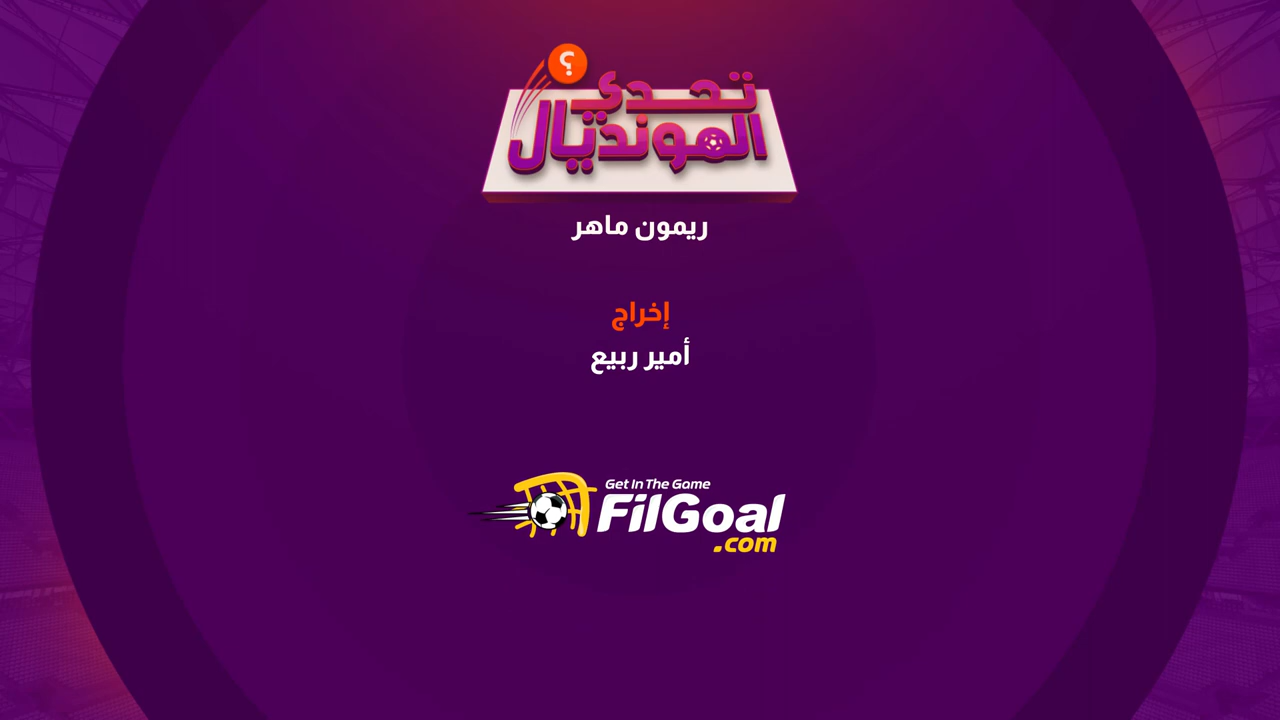 ؟
تحدي
المونديال
ريمون ماهر
إخراج
أمير ربيع
Get In The Game
FilGoal
.com